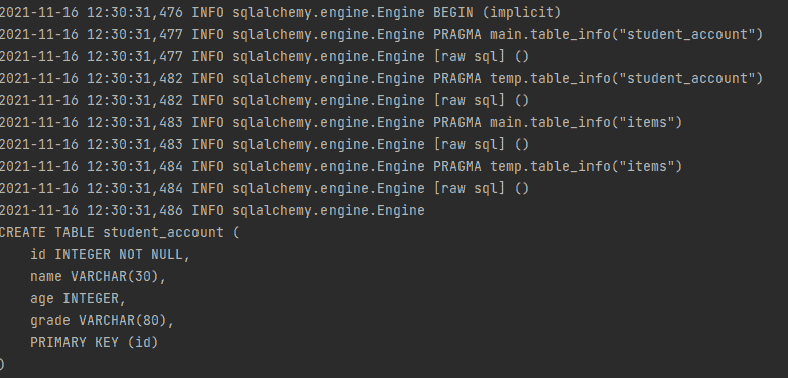 2021-11-16 12:30:31,476 INFO sqlalchemy.engine.Engine BEGIN (implicit)
2021-11-16 12:30:31,477 INFO sqlalchemy.engine.Engine PRAGMA main.table_info("student_account")
2021-11-16 12:30:31,477 INFO sqlalchemy.engine.Engine [raw sql] ()
2021-11-16 12:30:31,482 INFO sqlalchemy.engine.Engine PRAGMA temp.table_info("student_account")
2021-11-16 12:30:31,482 INFO sqlalchemy.engine.Engine [raw sql] ()
2021-11-16 12:30:31,483 INFO sqlalchemy.engine.Engine PRAGMA main.table_info("items")
2021-11-16 12:30:31,483 INFO sqlalchemy.engine.Engine [raw sql] ()
2021-11-16 12:30:31,484 INFO sqlalchemy.engine.Engine PRAGMA temp.table_info("items")
2021-11-16 12:30:31,484 INFO sqlalchemy.engine.Engine [raw sql] ()
2021-11-16 12:30:31,486 INFO sqlalchemy.engine.Engine
CREATE TABLE student_account (
    id INTEGER NOT NULL,
    name VARCHAR(30),
    age INTEGER,
    grade VARCHAR(80),
    PRIMARY KEY (id)
)